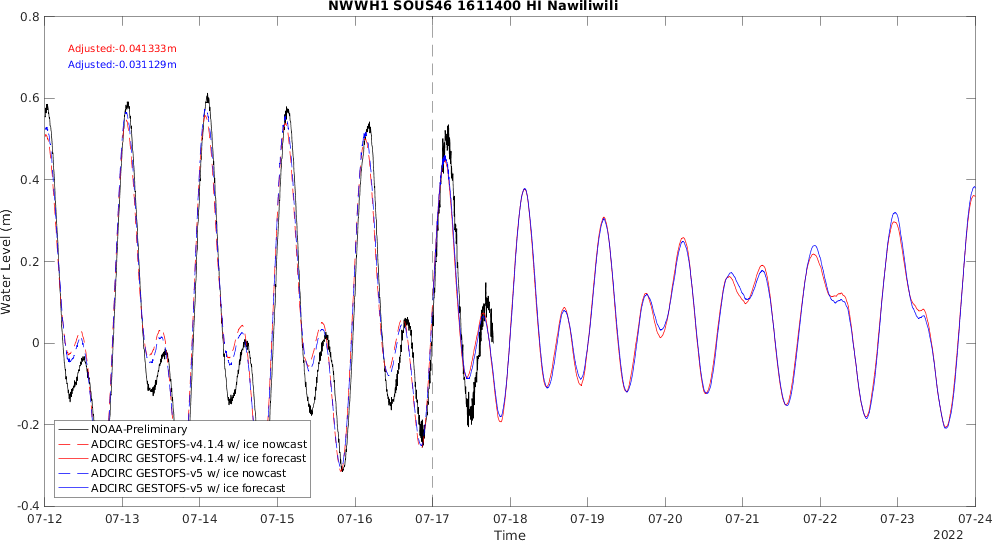 NWWH1 SOUS46 1611400 HI Nawiliwili
Adjusted:-0.041333m
Adjusted:-0.031129m
0.8
0.6
0.4
0.2
0
-0.2
-0.4
Water Level (m)
NOAA-Preliminary
ADCIRC GESTOFS-v4.1.4 w/ ice nowcast
ADCIRC GESTOFS-v4.1.4 w/ ice forecast
ADCIRC GESTOFS-v5 w/ ice nowcast
ADCIRC GESTOFS-v5 w/ ice forecast
07-12 07-13 07-14 07-15 07-16 07-17 07-18 07-19 07-20 07-21 07-22 07-23 07-24
Time
2022